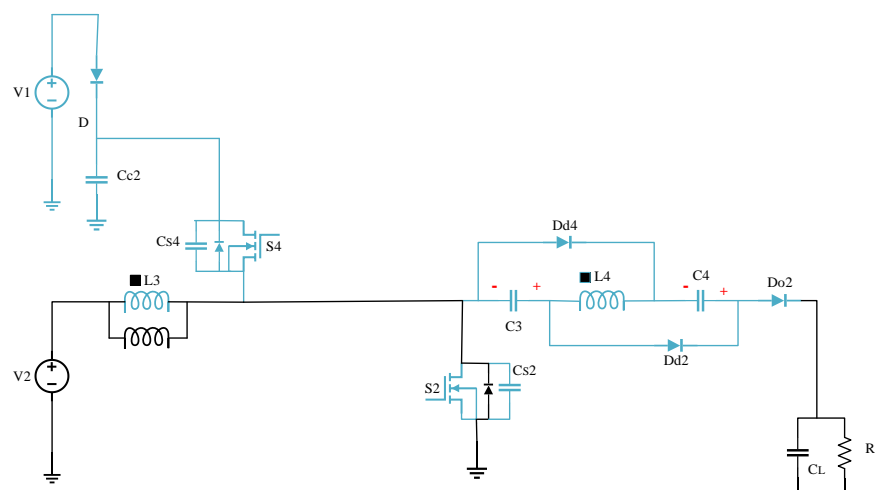 V1
D
Cc2
Cs4
S4
Dd4
L3
-
+
L4
-
C4
+
Do2
C3
Dd2
V2
S2
Cs2
CL
R